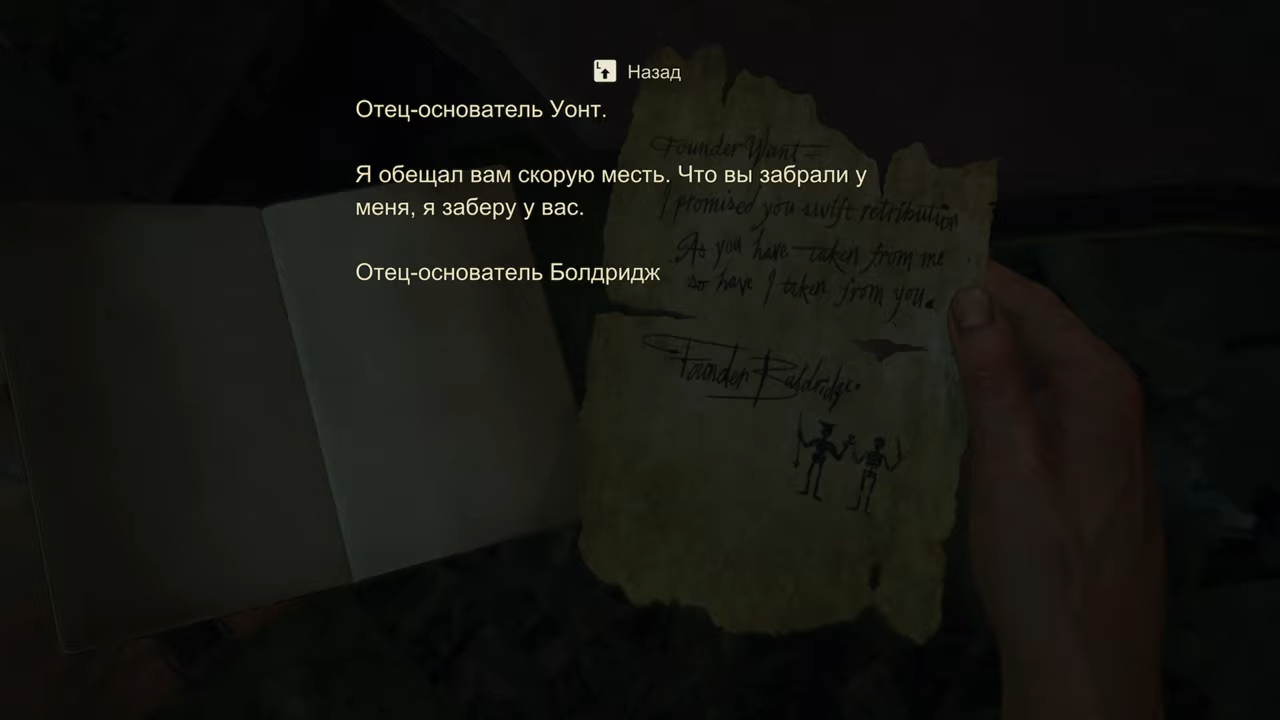 L Назад
Отец-основатель Уонт.
Я обещал вам скорую месть. Что вы забрали у
меня, я заберу у вас.
Отец-основатель Болдридж
Founder Want
I promised you swift retribution
As you have taken from me
so have I taken from you.
Founder Baldridge.